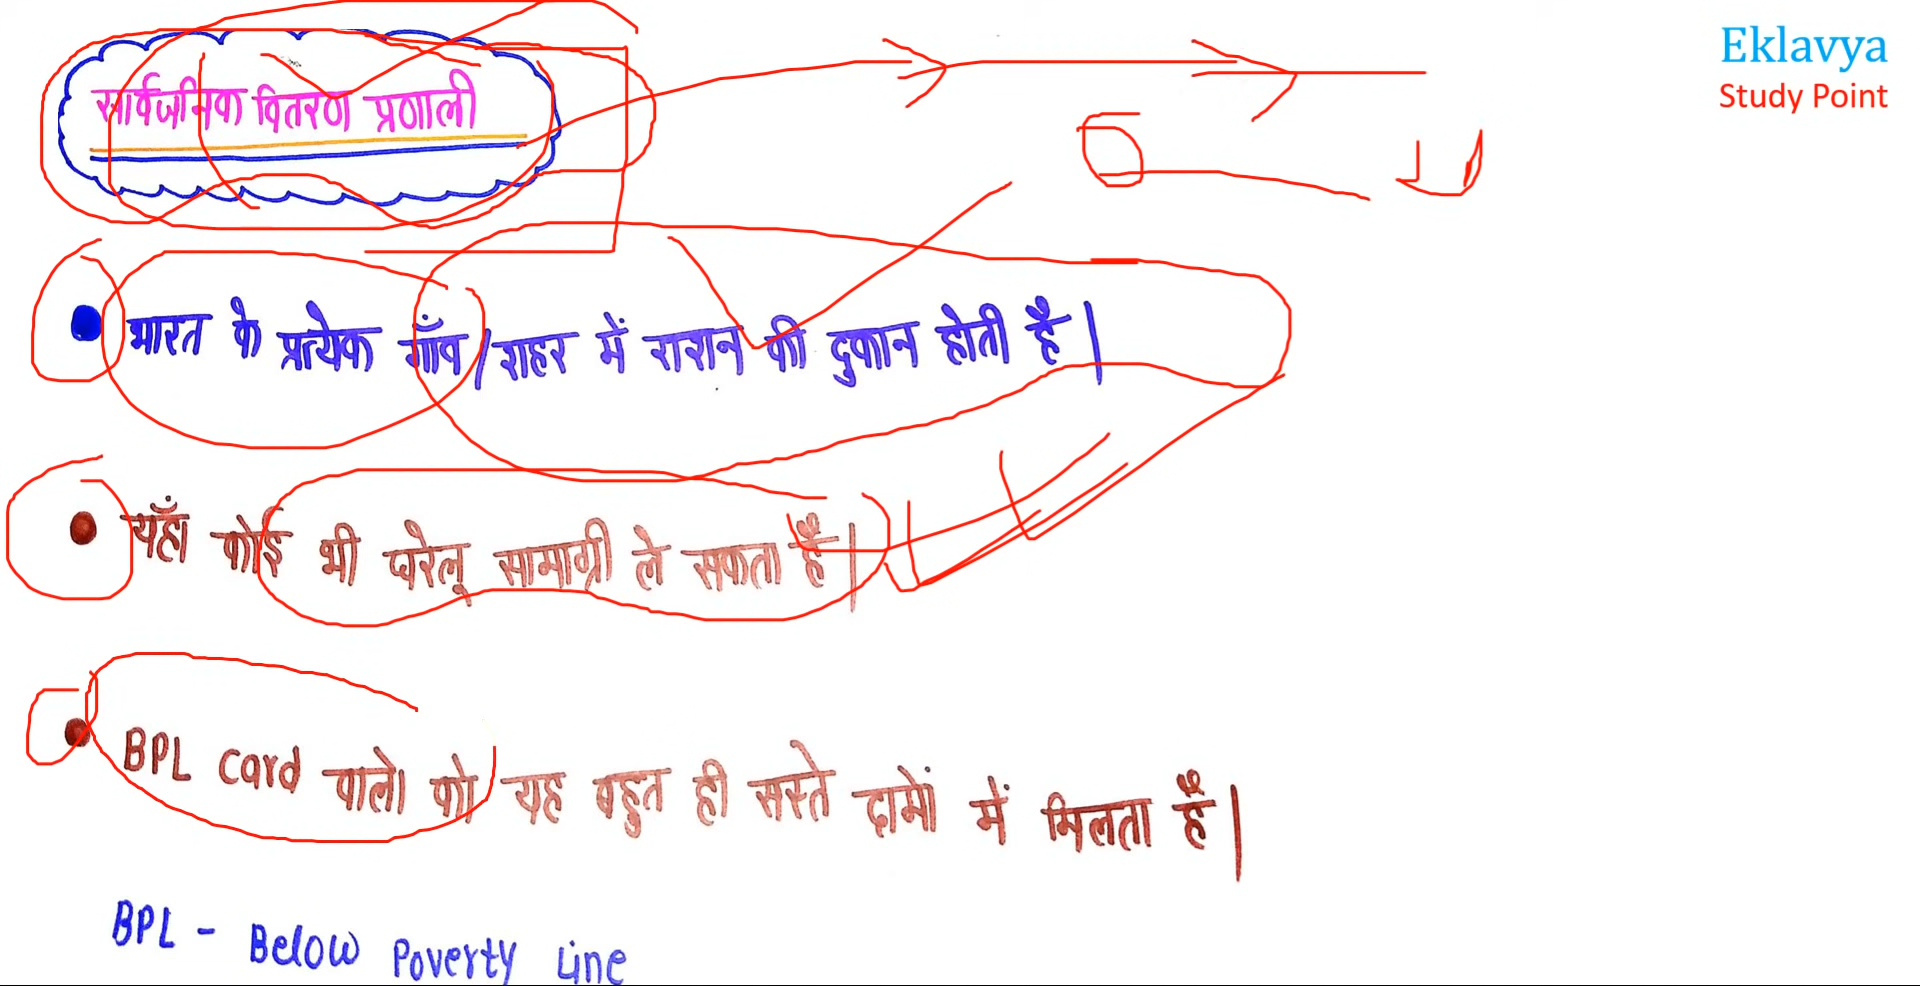 Eklavya
Study Point
सार्वजनिक वितरण प्रणाली
भारत के प्रत्येक गाँव / शहर में राशन की दुकान होती है |
यहाँ कोई भी घरेलू सामाग्री ले सकता हैं |
BPL Card वालो को यह बहुत ही सस्ते दामों में मिलता हैं |
BPL - Below Poverty Line